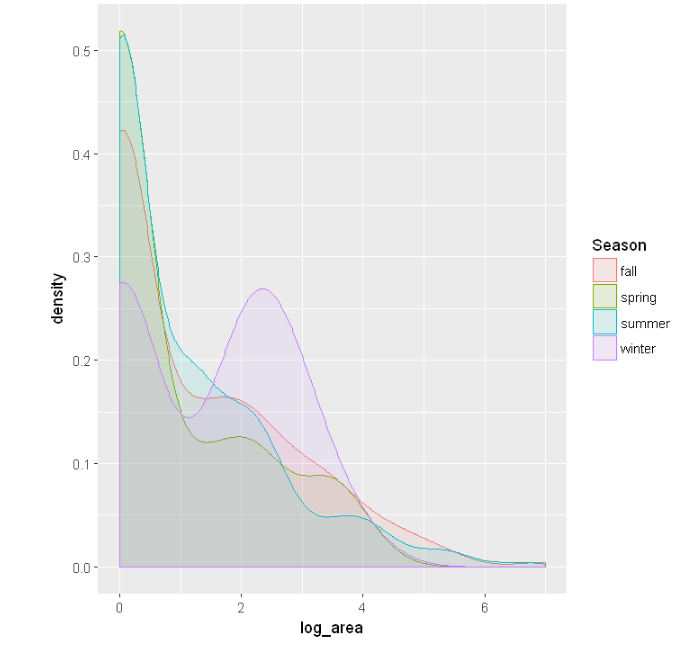 0.5
0.4
0.3
0.2
0.1
0.0
density
0 2 4 6
log_area
Season
fall
spring
summer
winter